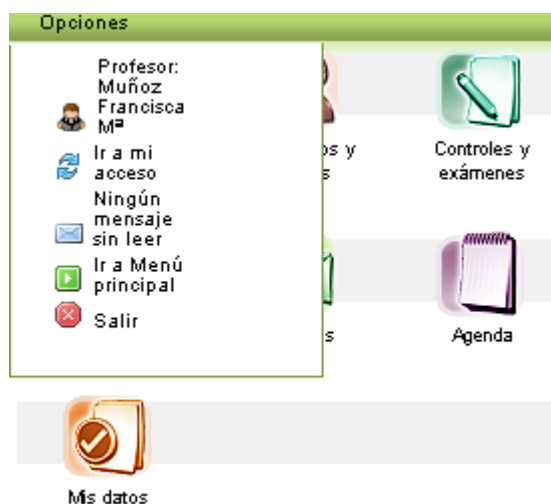 Opciones
Profesor:
Muñoz
Francisca
Mª
Ir a mi
acceso
Ningún
mensaje
sin leer
Ir a Menú
principal
Salir
y
Controles y
exámenes
s
Agenda
Mis datos